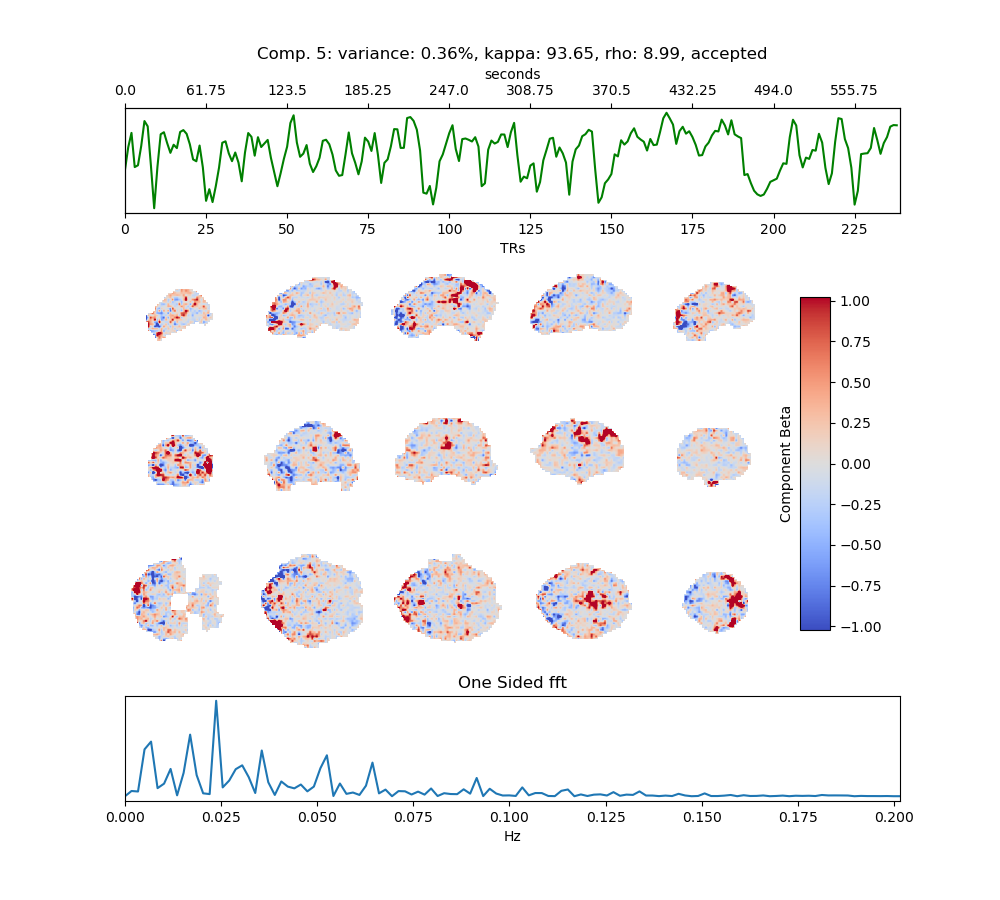 Comp. 5: variance: 0.36%, kappa: 93.65, rho: 8.99, accepted
seconds
0.0 61.75 123.5 185.25 247.0 308.75 370.5 432.25 494.0 555.75
0 25 50 75 100 125 150 175 200 225
TRs
1.00
0.75
0.50
0.25
0.00
−0.25
−0.50
−0.75
−1.00
Component Beta
One Sided fft
0.000 0.025 0.050 0.075 0.100 0.125 0.150 0.175 0.200
Hz